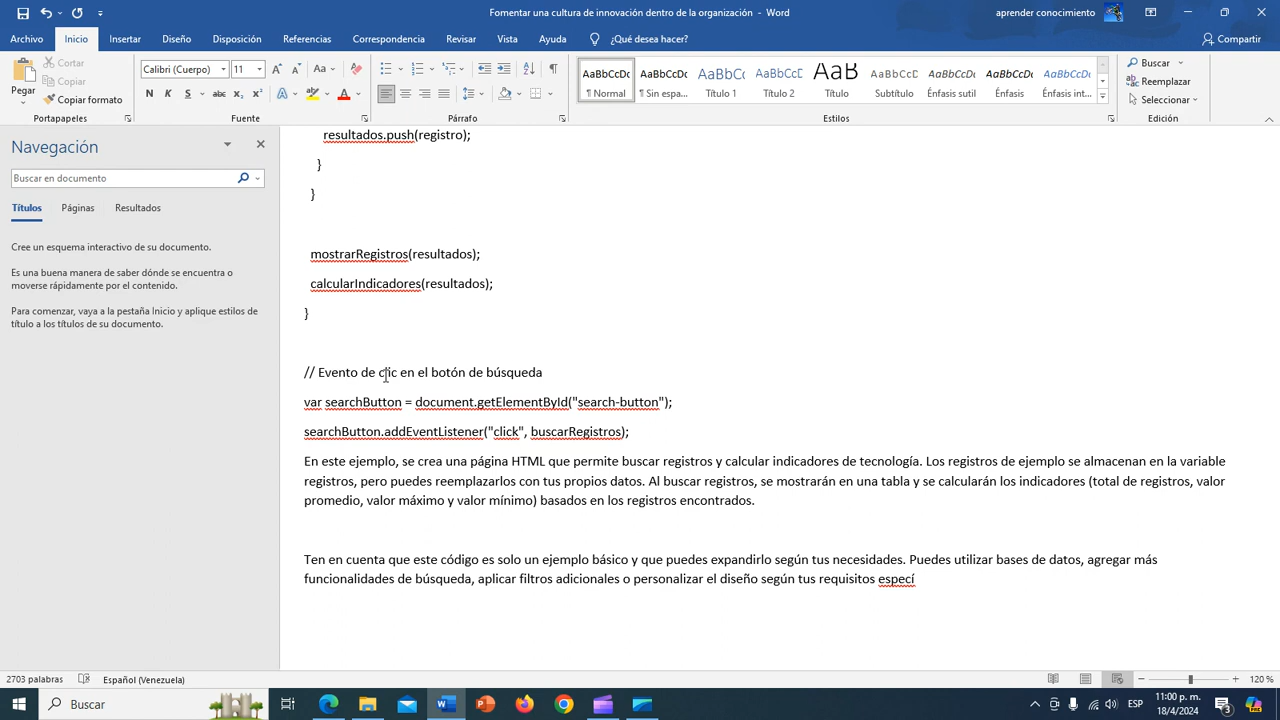 Fomentar una cultura de innovación dentro de la organización - Word
aprender conocimiento
Archivo Inicio Insertar Diseño Disposición Referencias Correspondencia Revisar Vista Ayuda ¿Qué desea hacer? Compartir
Pegar
Cortar
Copiar
Copiar formato
Portapapeles
Calibri (Cuerpo) 11
N K S abc x₂ x²
Fuente
Párrafo
AaBbCcDc AaBbCcDc AaBbCc AaBbCcD AaB AaBbCcD AaBbCcDc AaBbCcDc AaBbCcDc
¶ Normal ¶ Sin espa... Título 1 Título 2 Título Subtítulo Énfasis sutil Énfasis Énfasis int...
Estilos
Buscar
Reemplazar
Seleccionar
Edición
Navegación
Buscar en documento
Títulos Páginas Resultados
Cree un esquema interactivo de su documento.
Es una buena manera de saber dónde se encuentra o
moverse rápidamente por el contenido.
Para comenzar, vaya a la pestaña Inicio y aplique estilos de
título a los títulos de su documento.
resultados.push(registro);
}
}
mostrarRegistros(resultados);
calcularIndicadores(resultados);
}
// Evento de clic en el botón de búsqueda
var searchButton = document.getElementById("search-button");
searchButton.addEventListener("click", buscarRegistros);
En este ejemplo, se crea una página HTML que permite buscar registros y calcular indicadores de tecnología. Los registros de ejemplo se almacenan en la variable
registros, pero puedes reemplazarlos con tus propios datos. Al buscar registros, se mostrarán en una tabla y se calcularán los indicadores (total de registros, valor
promedio, valor máximo y valor mínimo) basados en los registros encontrados.
Ten en cuenta que este código es solo un ejemplo básico y que puedes expandirlo según tus necesidades. Puedes utilizar bases de datos, agregar más
funcionalidades de búsqueda, aplicar filtros adicionales o personalizar el diseño según tus requisitos especí
2703 palabras Español (Venezuela) 120 %
Buscar
ESP
11:00 p. m.
18/4/2024